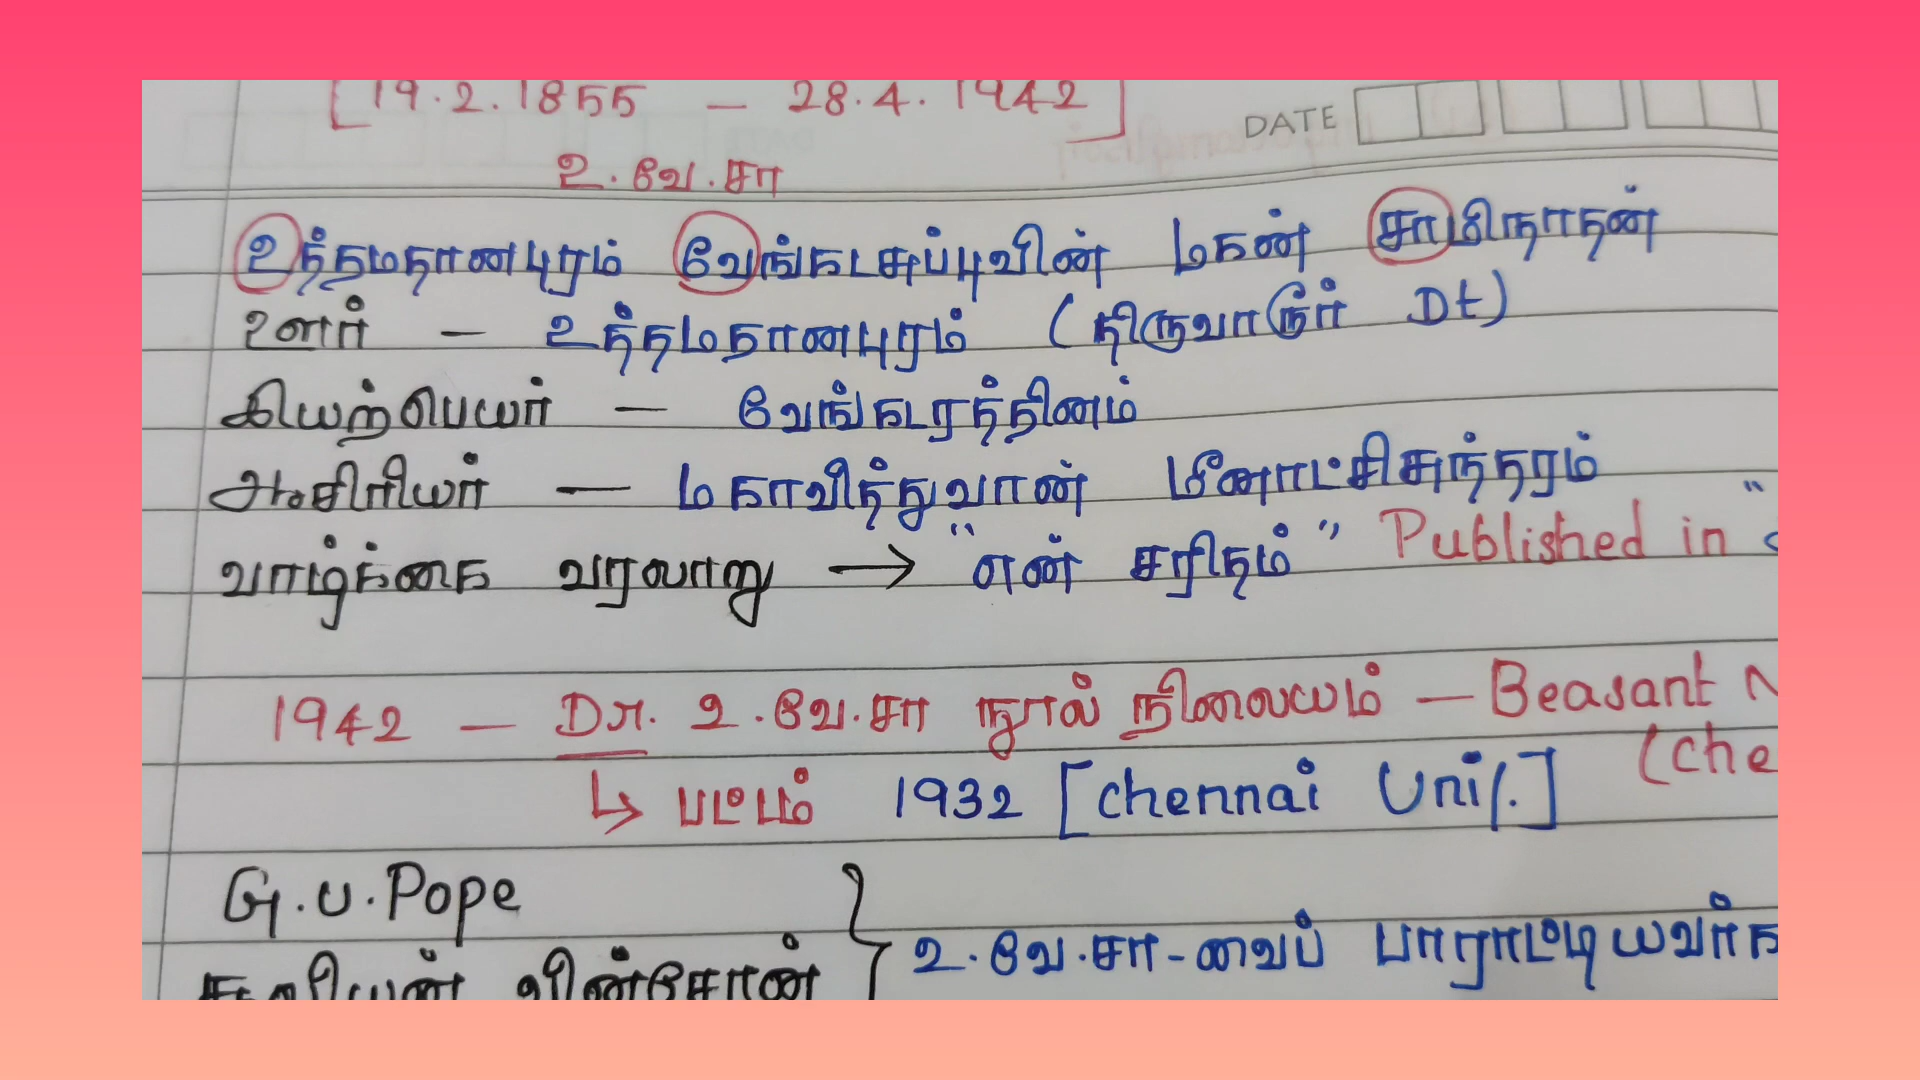 [19.2.1855 – 28.4.1942]
DATE
உ.வே.சா
உத்தமதானபுரம் வேங்கடசுப்புவின் மகன் சாமிநாதன்
ஊர் – உத்தமதானபுரம் (திருவாரூர் Dt)
இயற்பெயர் – வேங்கடரத்தினம்
ஆசிரியர் – மகாவித்துவான் மீனாட்சிசுந்தரம்
வாழ்க்கை வரலாறு → "என் சரிதம்" Published in "
1942 – Dr. உ.வே.சா நூல் நிலையம் – Beasant N
(Che
↳ பட்டம் 1932 [Chennai Uni/.]
G.U.Pope
சூலியன் வின்சோன் } உ.வே.சா-வைப் பாராட்டியவர்க